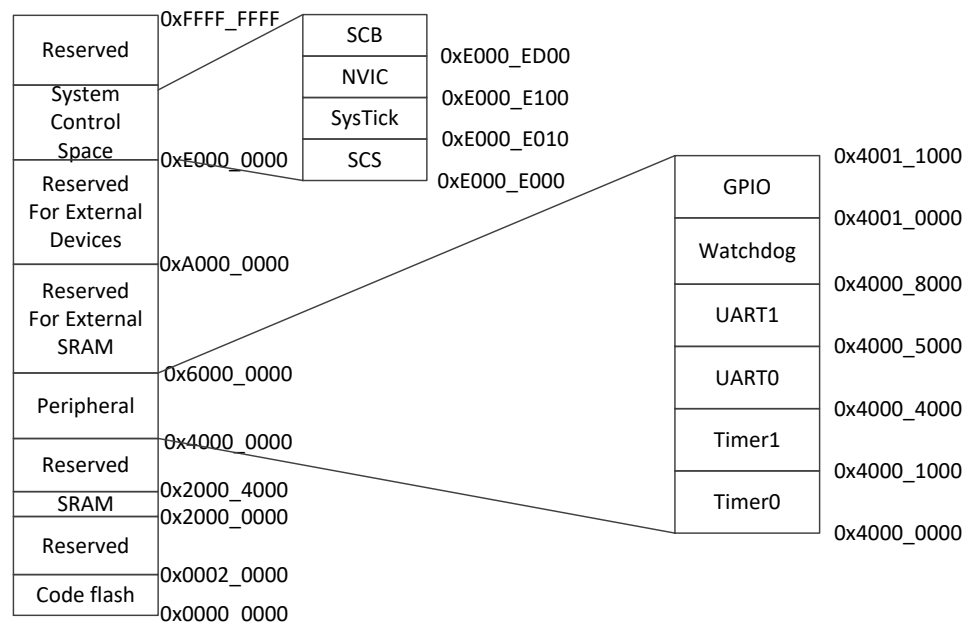 0xFFFF_FFFF
Reserved
System
Control
Space
0xE000_0000
Reserved
For External
Devices
0xA000_0000
Reserved
For External
SRAM
0x6000_0000
Peripheral
0x4000_0000
Reserved
0x2000_4000
SRAM
0x2000_0000
Reserved
0x0002_0000
Code flash
0x0000_0000
SCB
0xE000_ED00
NVIC
0xE000_E100
SysTick
0xE000_E010
SCS
0xE000_E000
0x4001_1000
GPIO
0x4001_0000
Watchdog
0x4000_8000
UART1
0x4000_5000
UART0
0x4000_4000
Timer1
0x4000_1000
Timer0
0x4000_0000